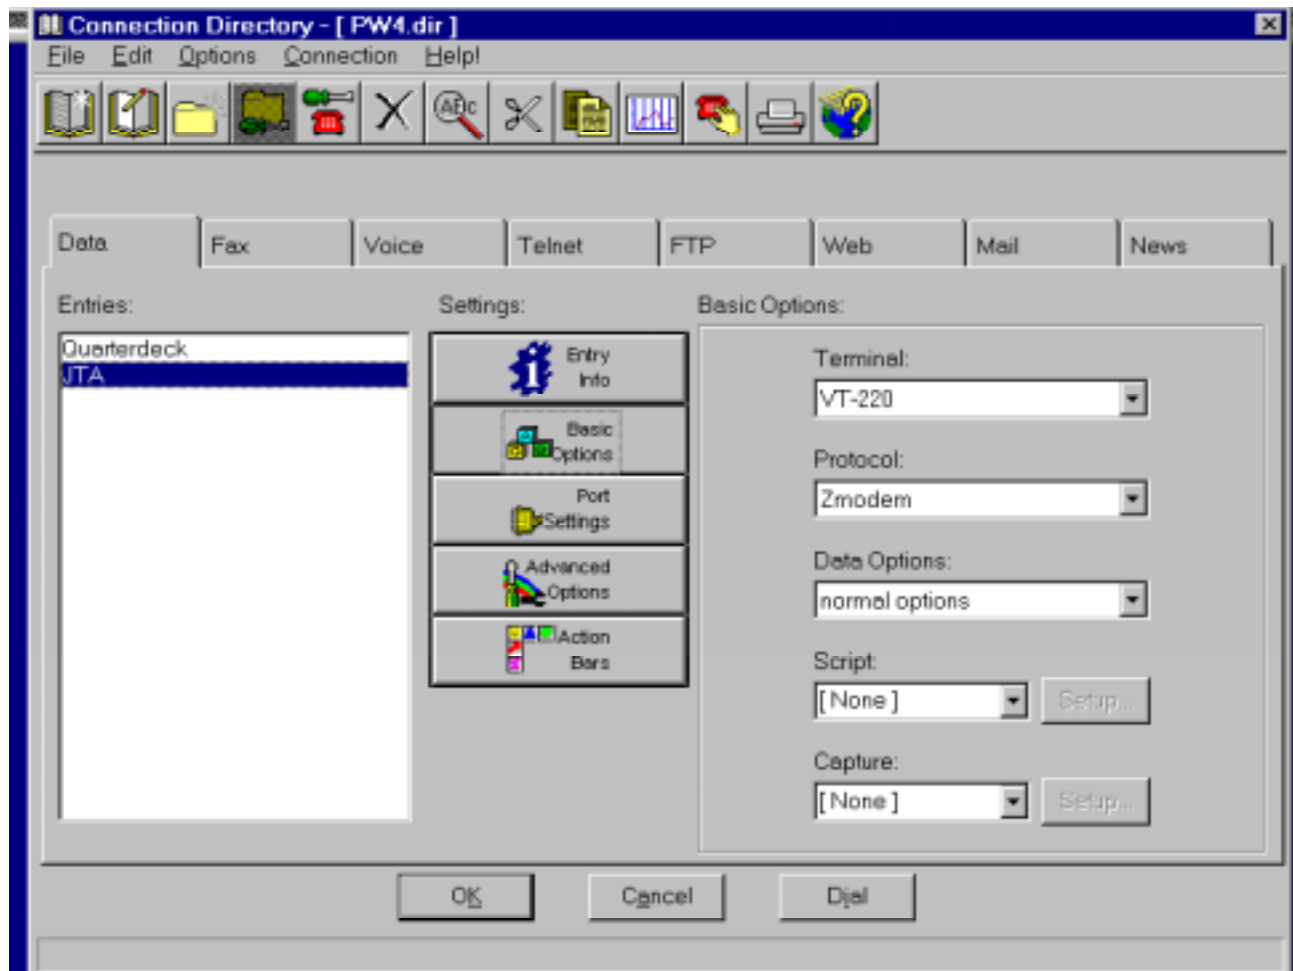 Connection Directory - [ PW4.dir ]
File Edit Options Connection Help!
Data Fax Voice Telnet FTP Web Mail News
Entries: Settings: Basic Options:
Quarterdeck
JTA
Entry
Info
Basic
Options
Port
Settings
Advanced
Options
Action
Bars
Terminal:
VT-220
Protocol:
Zmodem
Data Options:
normal options
Script:
[ None ] Setup...
Capture:
[ None ] Setup...
OK Cancel Dial